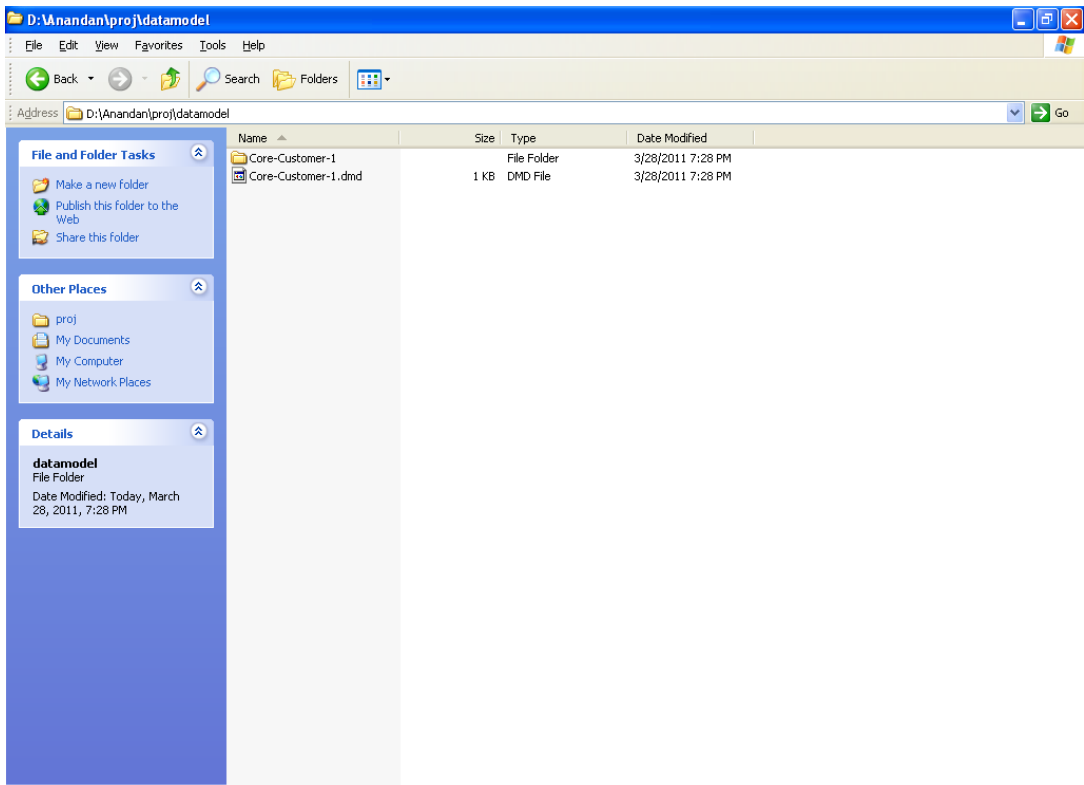 D:\Anandan\proj\datamodel
File Edit View Favorites Tools Help
Back Search Folders
Address D:\Anandan\proj\datamodel Go
File and Folder Tasks
Make a new folder
Publish this folder to the
Web
Share this folder
Other Places
proj
My Documents
My Computer
My Network Places
Details
datamodel
File Folder
Date Modified: Today, March
28, 2011, 7:28 PM
Name Size Type Date Modified
Core-Customer-1 File Folder 3/28/2011 7:28 PM
Core-Customer-1.dmd 1 KB DMD File 3/28/2011 7:28 PM